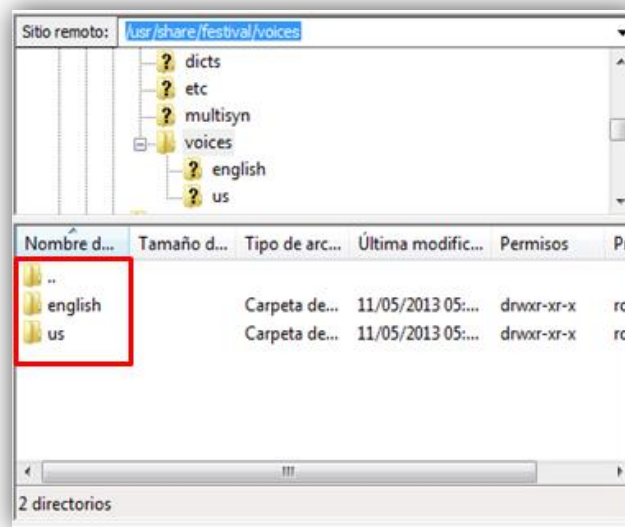 Sitio remoto: /usr/share/festival/voices
? dicts
? etc
? multisyn
voices
? english
? us
Nombre d... Tamaño d... Tipo de arc... Última modific... Permisos P
..
english Carpeta de... 11/05/2013 05:... drwxr-xr-x ro
us Carpeta de... 11/05/2013 05:... drwxr-xr-x ro
2 directorios